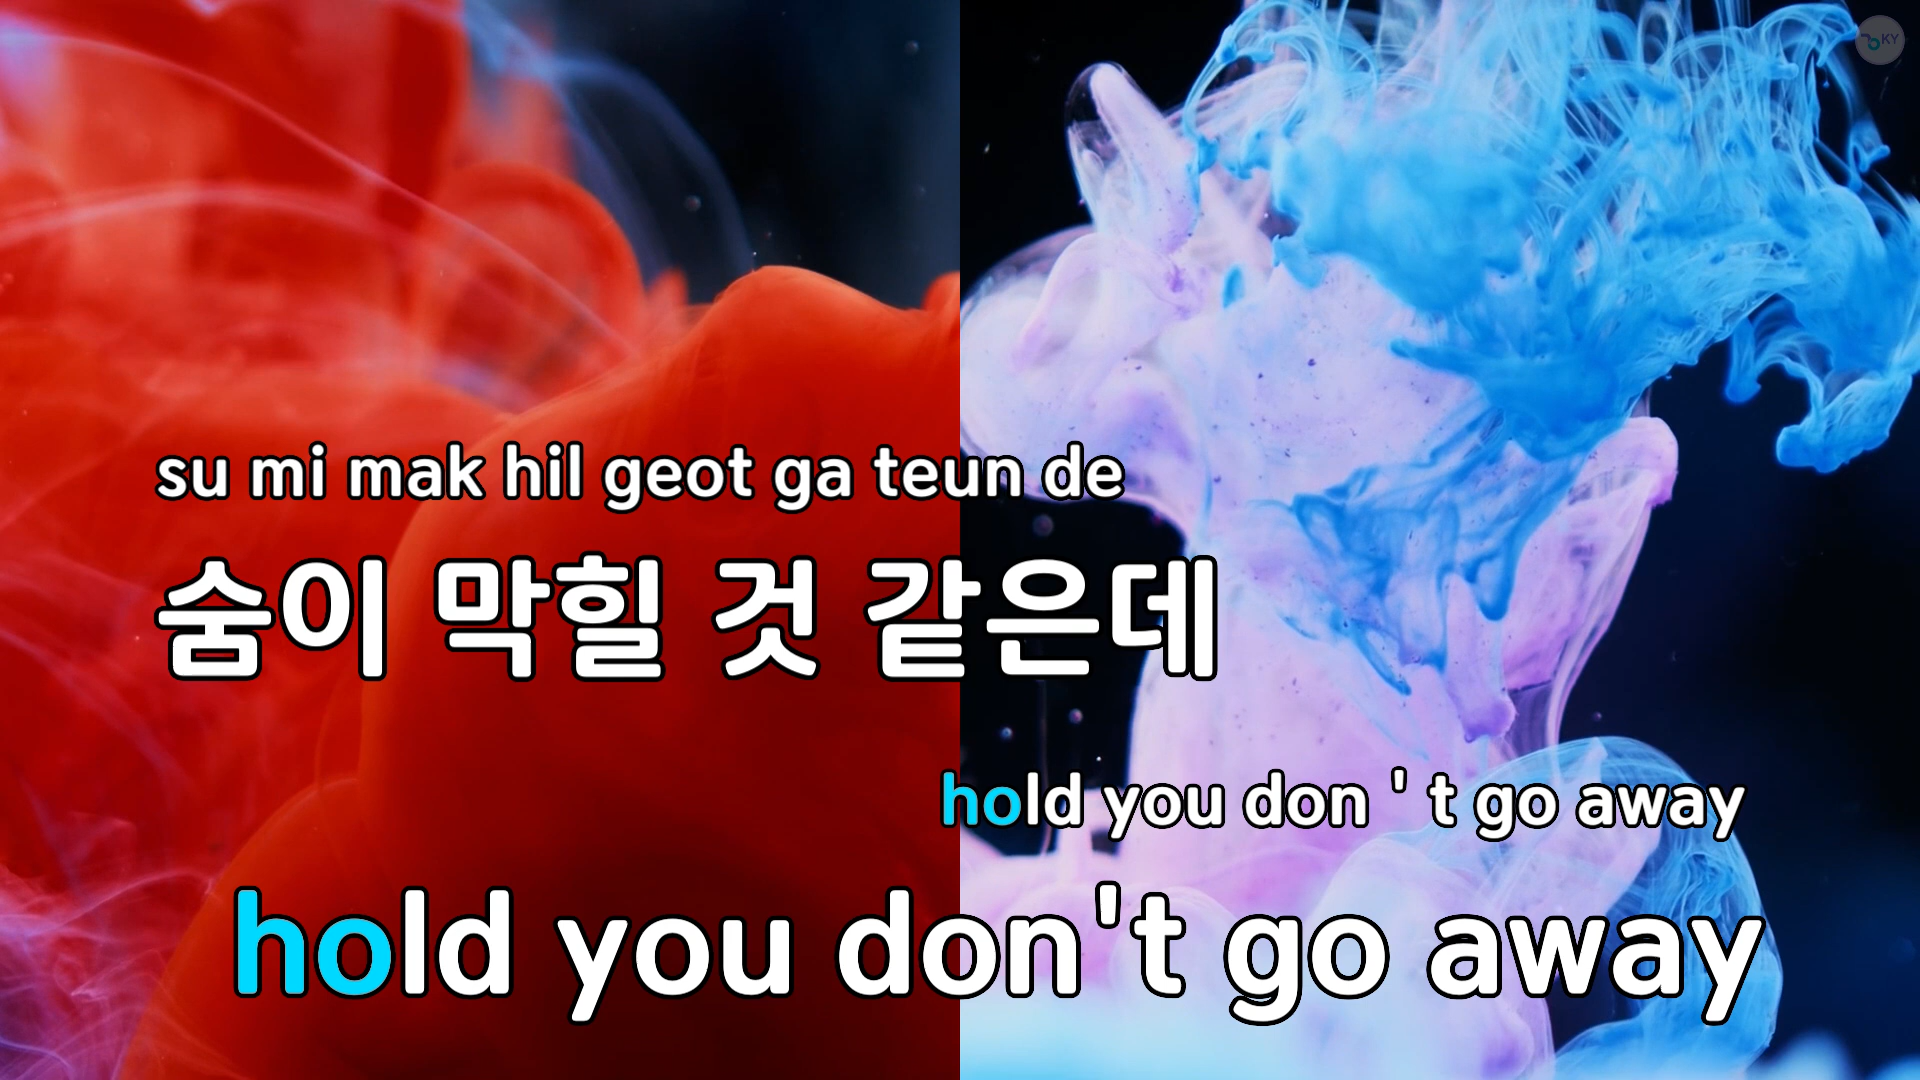 KY
su mi mak hil geot ga teun de
숨이 막힐 것 같은데
hold you don ' t go away
hold you don't go away